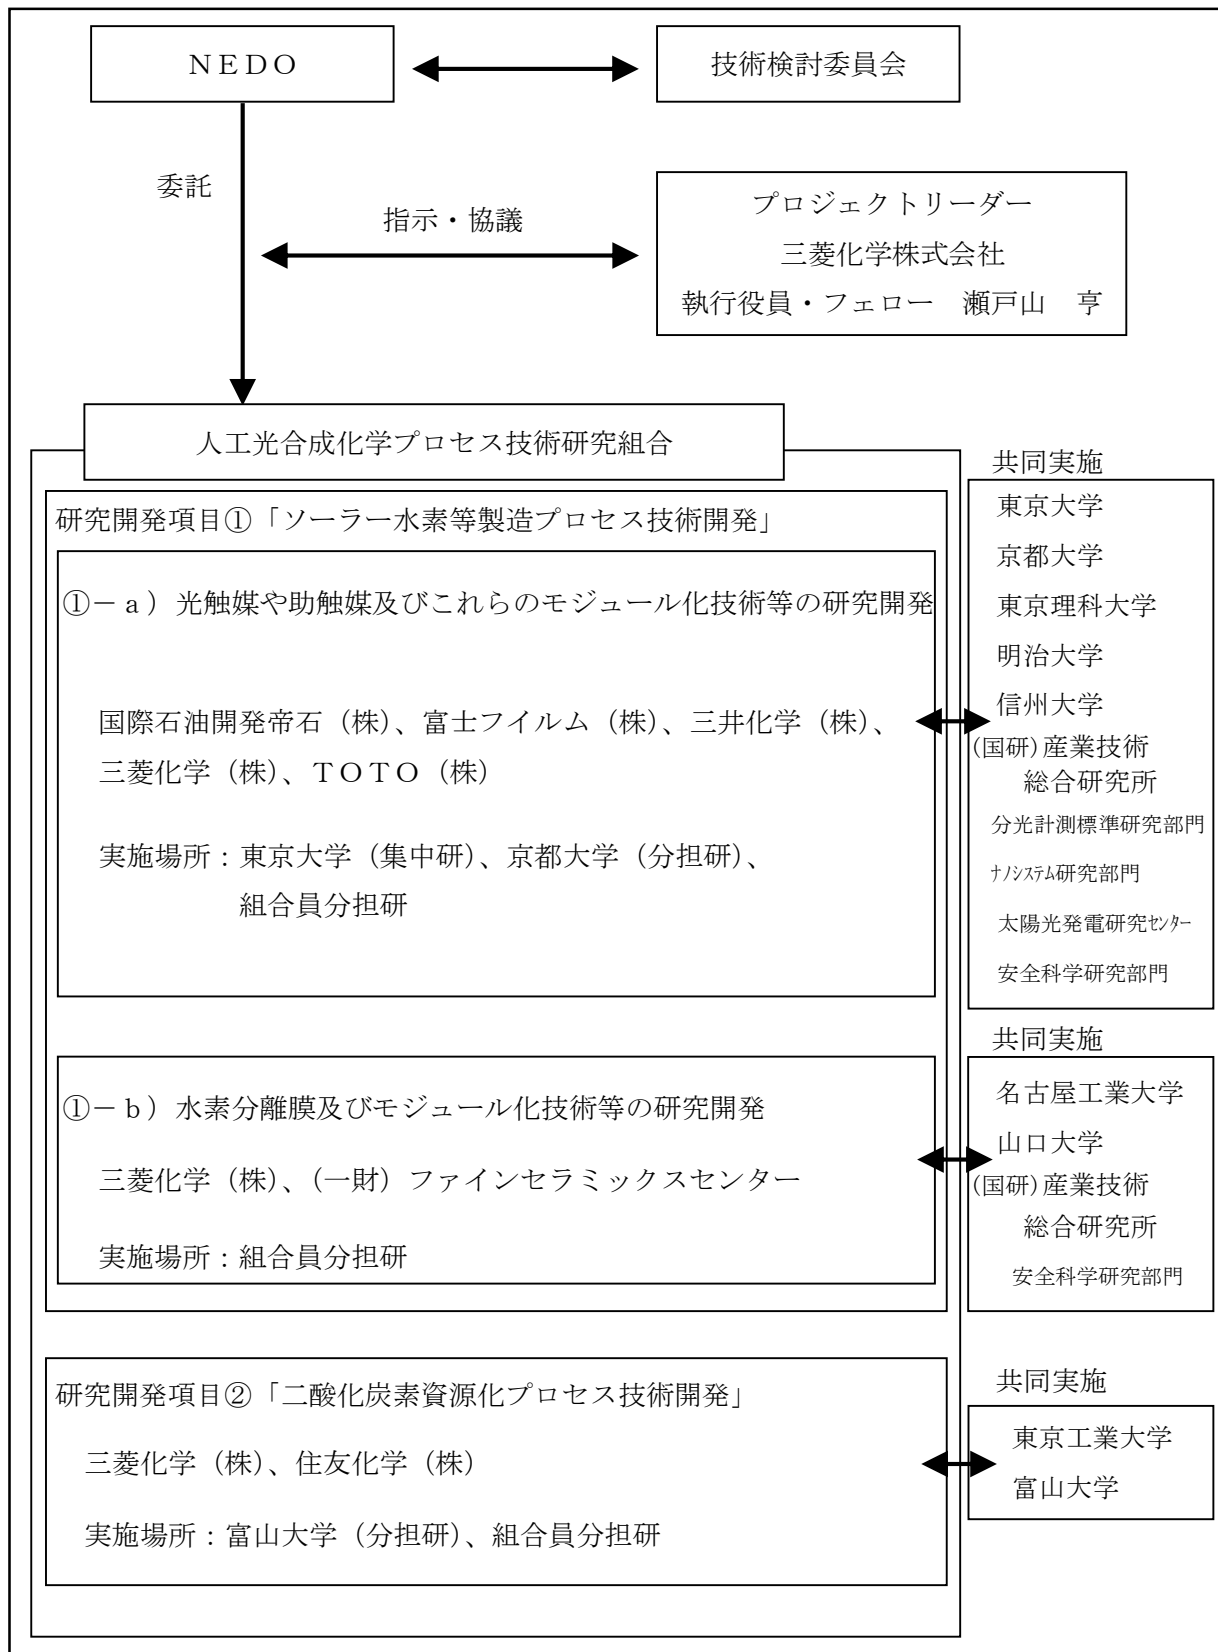 ＮＥＤＯ
技術検討委員会
委託
指示・協議
プロジェクトリーダー
三菱化学株式会社
執行役員・フェロー　瀬戸山　亨
人工光合成化学プロセス技術研究組合
研究開発項目①「ソーラー水素等製造プロセス技術開発」
①－ａ）光触媒や助触媒及びこれらのモジュール化技術等の研究開発
国際石油開発帝石（株）、富士フイルム（株）、三井化学（株）、
三菱化学（株）、ＴＯＴＯ（株）
実施場所：東京大学（集中研）、京都大学（分担研）、
組合員分担研
共同実施
東京大学
京都大学
東京理科大学
明治大学
信州大学
(国研)産業技術
総合研究所
分光計測標準研究部門
ﾅﾉｼｽﾃﾑ研究部門
太陽光発電研究ｾﾝﾀｰ
安全科学研究部門
①－ｂ）水素分離膜及びモジュール化技術等の研究開発
三菱化学（株）、（一財）ファインセラミックスセンター
実施場所：組合員分担研
共同実施
名古屋工業大学
山口大学
(国研)産業技術
総合研究所
安全科学研究部門
研究開発項目②「二酸化炭素資源化プロセス技術開発」
三菱化学（株）、住友化学（株）
実施場所：富山大学（分担研）、組合員分担研
共同実施
東京工業大学
富山大学